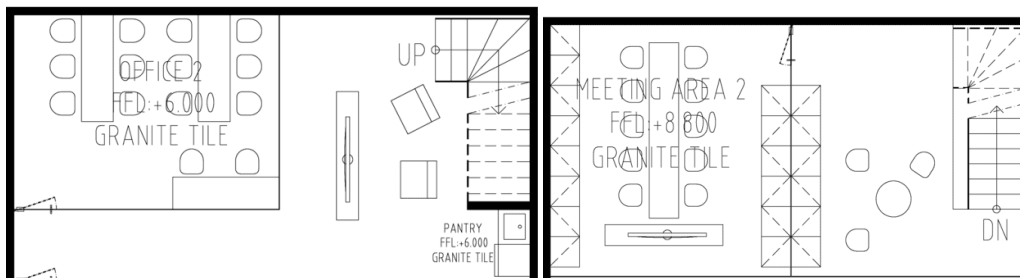 UP
OFFICE 2
FFL:+6.000
GRANITE TILE
PANTRY
FFL:+6.000
GRANITE TILE
MEETING AREA 2
FFL:+8.800
GRANITE TILE
DN